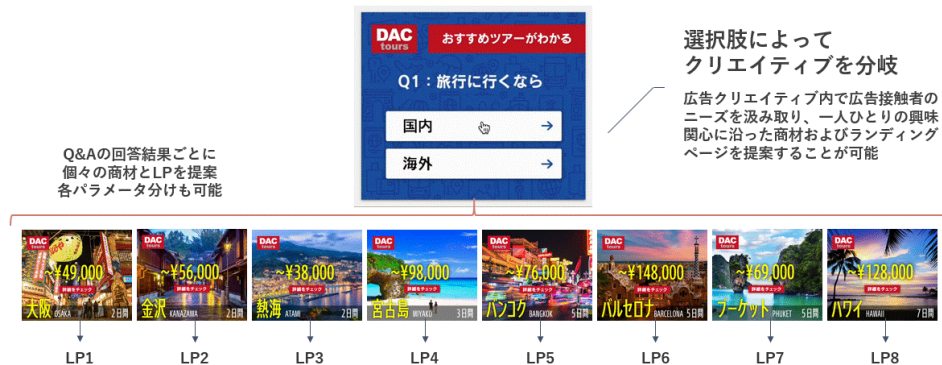 DAC
tours
おすすめツアーがわかる
Q1：旅行に行くなら
国内
海外
選択肢によって
クリエイティブを分岐
広告クリエイティブ内で広告接触者の
ニーズを汲み取り、一人ひとりの興味
関心に沿った商材およびランディング
ページを提案することが可能
Q&Aの回答結果ごとに
個々の商材とLPを提案
各パラメータ分けも可能
DAC
tours
~¥49,000
詳細をチェック
大阪 OSAKA 2日間
DAC
tours
~¥56,000
詳細をチェック
金沢 KANAZAWA 2日間
DAC
tours
~¥38,000
詳細をチェック
熱海 ATAMI 2日間
DAC
tours
~¥98,000
詳細をチェック
宮古島 MIYAKO 3日間
DAC
tours
~¥76,000
詳細をチェック
バンコク BANGKOK 5日間
DAC
tours
~¥148,000
詳細をチェック
バルセロナ BARCELONA 5日間
DAC
tours
~¥69,000
詳細をチェック
プーケット PHUKET 5日間
DAC
tours
~¥128,000
詳細をチェック
ハワイ HAWAII 7日間
LP1
LP2
LP3
LP4
LP5
LP6
LP7
LP8